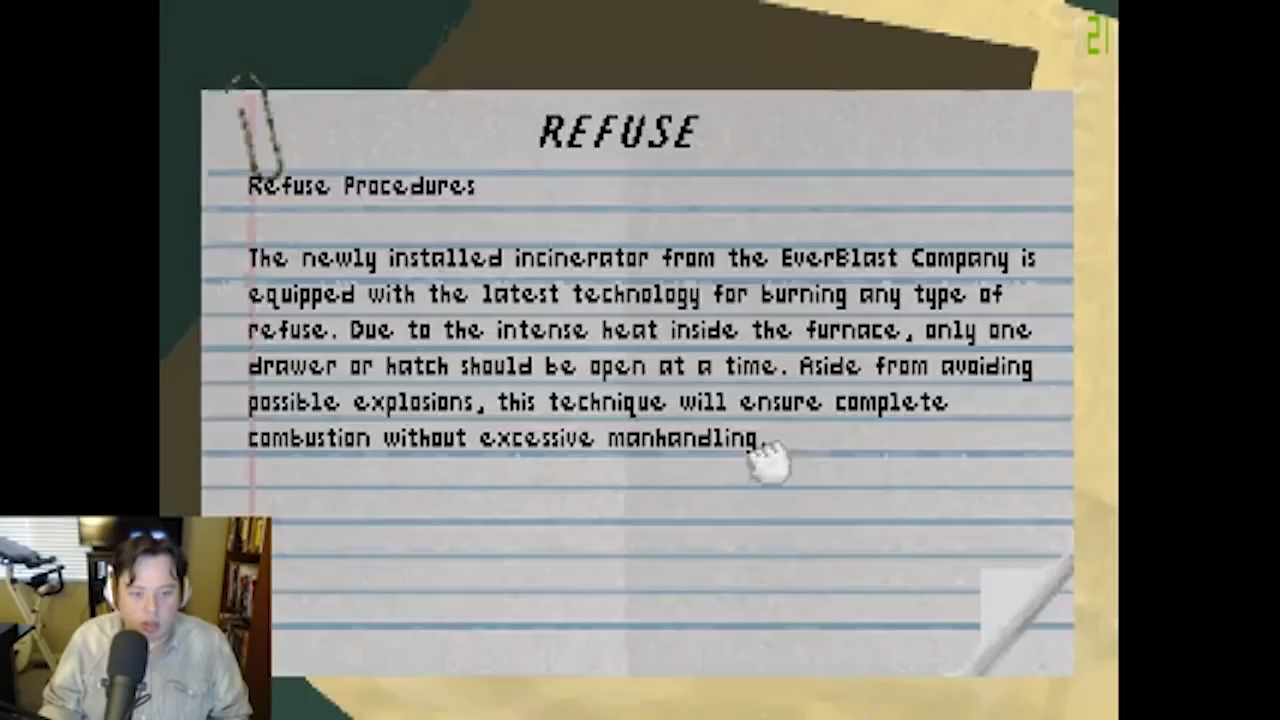 21
REFUSE
Refuse Procedures
The newly installed incinerator from the EverBlast Company is
equipped with the latest technology for burning any type of
refuse. Due to the intense heat inside the furnace, only one
drawer or hatch should be open at a time. Aside from avoiding
possible explosions, this technique will ensure complete
combustion without excessive manhandling.